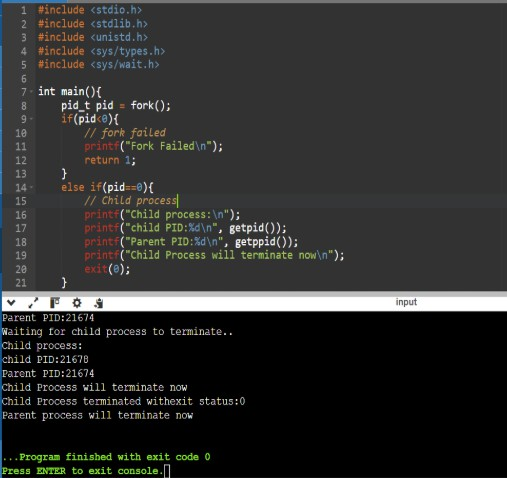 1 #include <stdio.h>
2 #include <stdlib.h>
3 #include <unistd.h>
4 #include <sys/types.h>
5 #include <sys/wait.h>
6
7 int main(){
8 pid_t pid = fork();
9 if(pid<0){
10 // fork failed
11 printf("Fork Failed\n");
12 return 1;
13 }
14 else if(pid==0){
15 // Child process
16 printf("Child process:\n");
17 printf("child PID:%d\n", getpid());
18 printf("Parent PID:%d\n", getppid());
19 printf("Child Process will terminate now\n");
20 exit(0);
21 }
input
Parent PID:21674
Waiting for child process to terminate..
Child process:
child PID:21678
Parent PID:21674
Child Process will terminate now
Child Process terminated withexit status:0
Parent process will terminate now
...Program finished with exit code 0
Press ENTER to exit console.